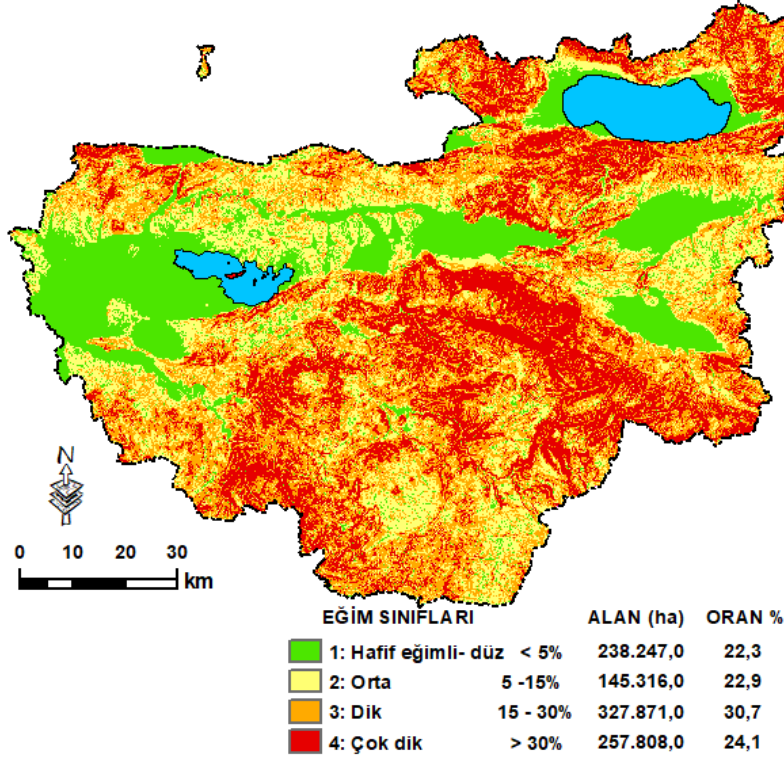 N
0 10 20 30
km
EĞİM SINIFLARI ALAN (ha) ORAN %
1: Hafif eğimli- düz < 5% 238.247,0 22,3
2: Orta 5 -15% 145.316,0 22,9
3: Dik 15 - 30% 327.871,0 30,7
4: Çok dik > 30% 257.808,0 24,1